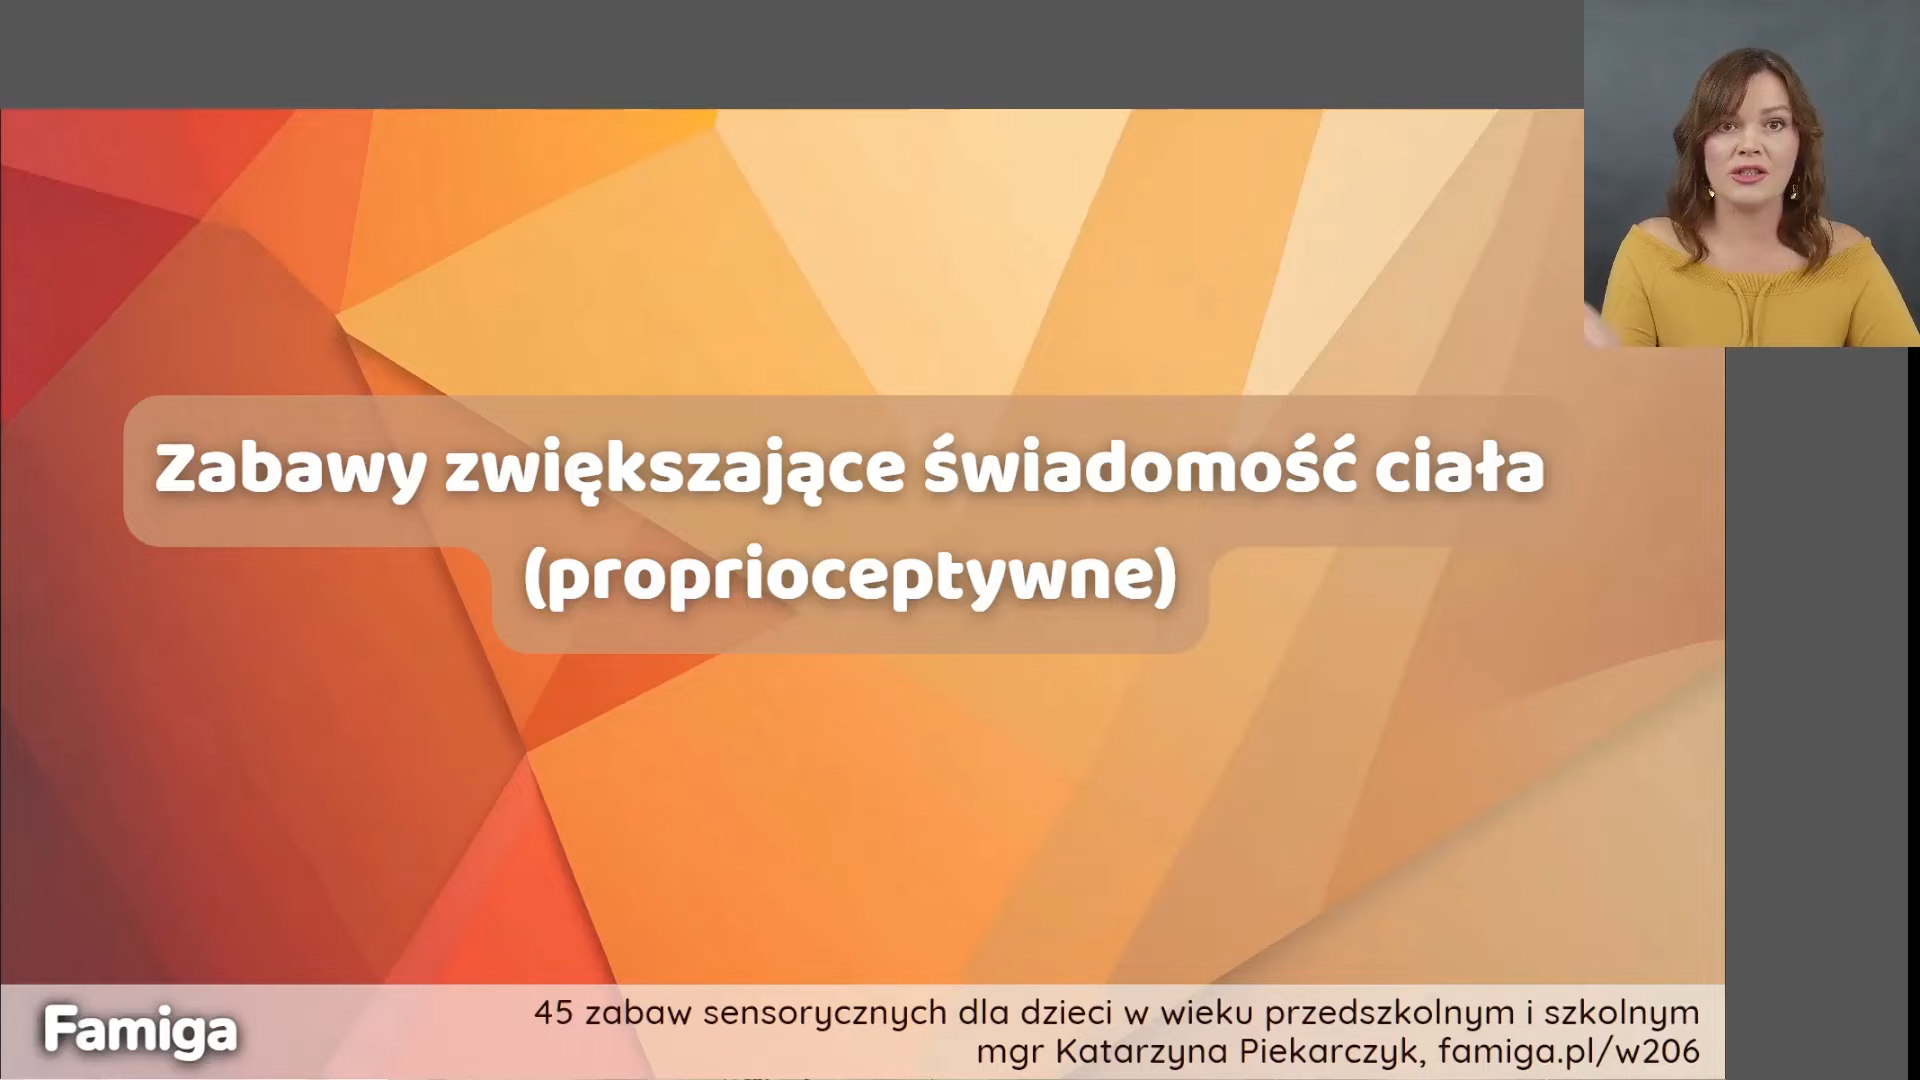 Zabawy zwiększające świadomość ciała
(proprioceptywne)
Famiga
45 zabaw sensorycznych dla dzieci w wieku przedszkolnym i szkolnym
mgr Katarzyna Piekarczyk, famiga.pl/w206